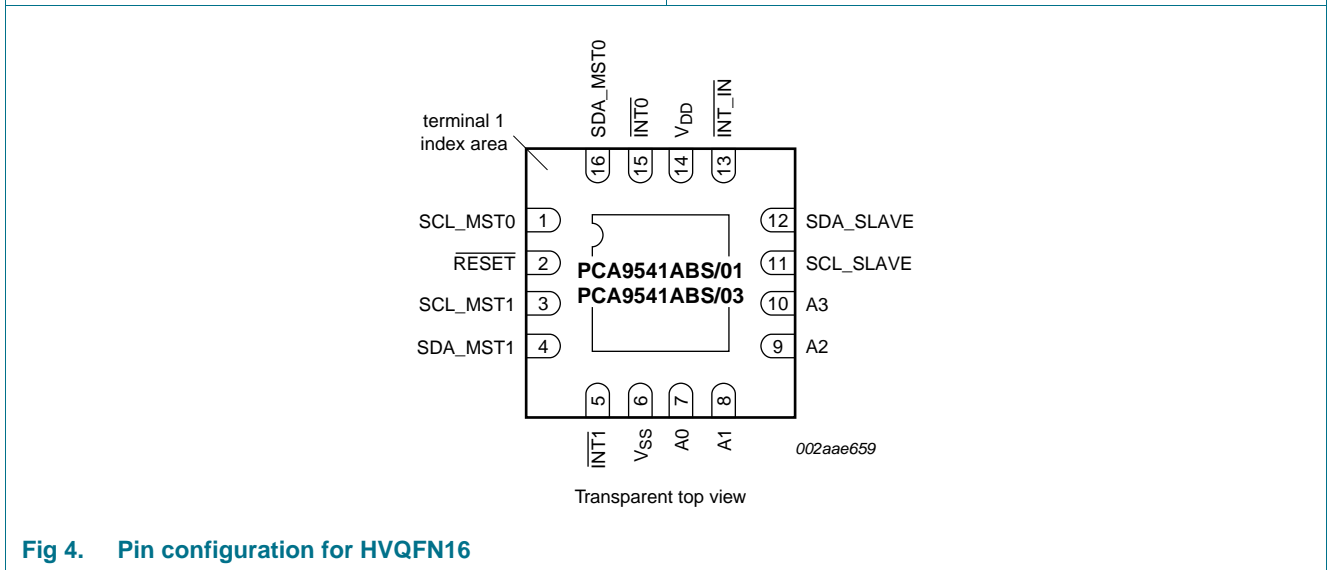 SDA_MST0
INT0
VDD
INT_IN
terminal 1
index area
16
15
14
13
SCL_MST0 1
12 SDA_SLAVE
RESET 2
PCA9541ABS/01
11 SCL_SLAVE
SCL_MST1 3
PCA9541ABS/03
10 A3
SDA_MST1 4
9 A2
5
6
7
8
INT1
VSS
A0
A1
002aae659
Transparent top view
Fig 4. Pin configuration for HVQFN16